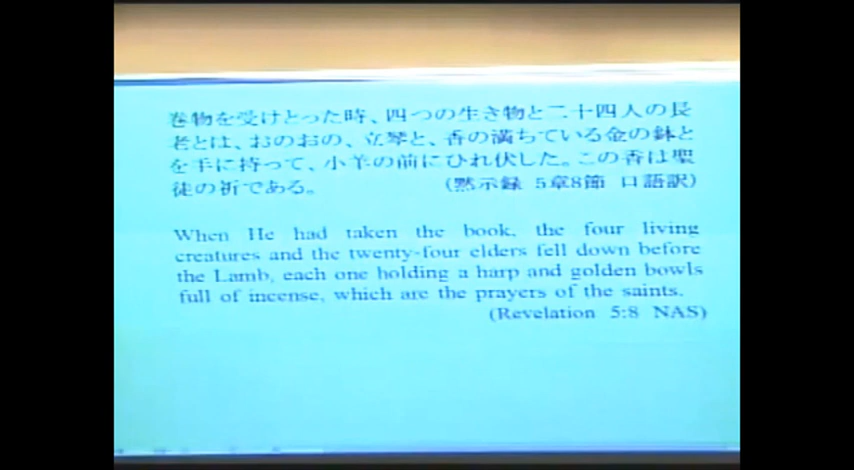 巻物を受けとった時、四つの生き物と二十四人の長
老とは、おのおの、立琴と、香の満ちている金の鉢と
を手に持って、小羊の前にひれ伏した。この香は聖
徒の祈である。 (黙示録 5章8節 口語訳)
When He had taken the book, the four living
creatures and the twenty-four elders fell down before
the Lamb, each one holding a harp and golden bowls
full of incense, which are the prayers of the saints.
(Revelation 5:8 NAS)